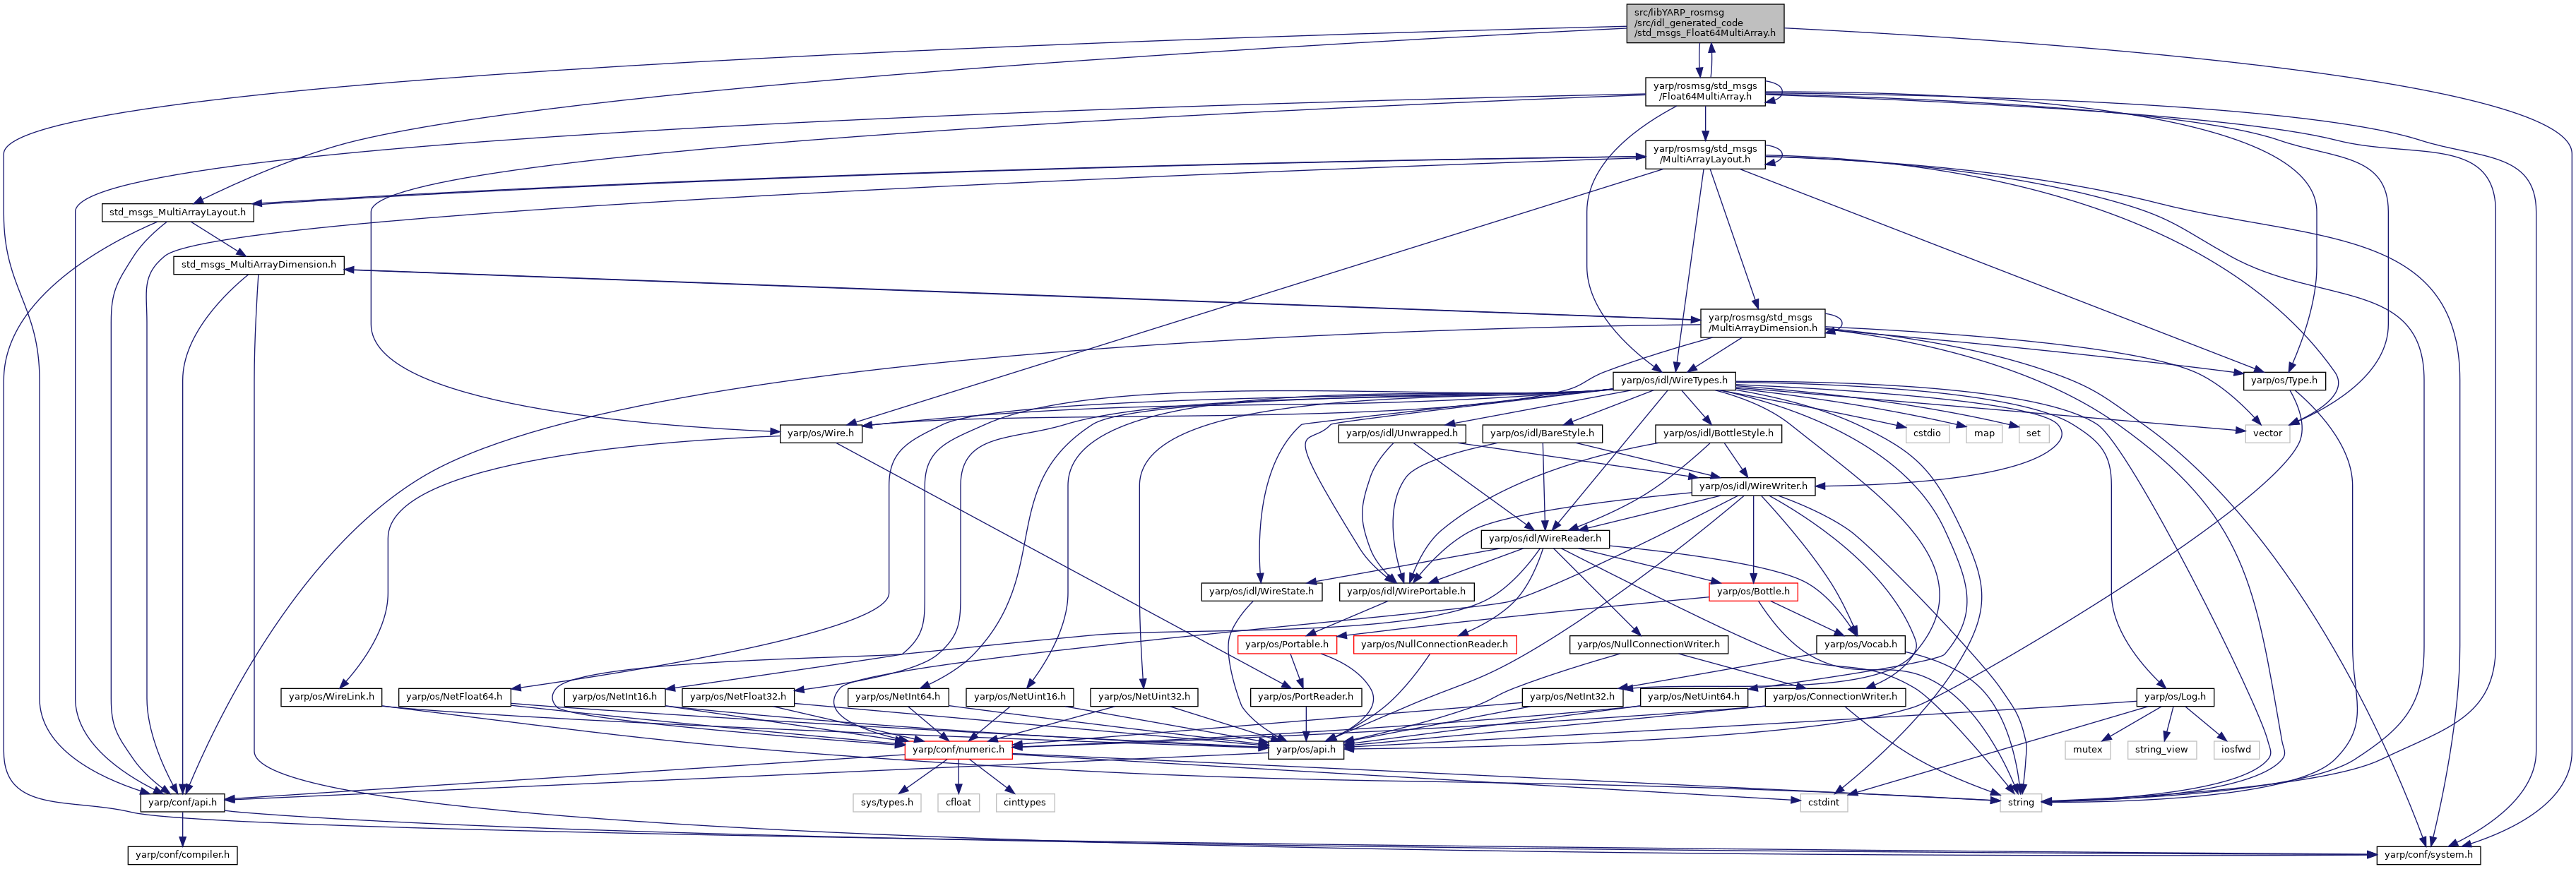 src/libYARP_rosmsg
/src/idl_generated_code
/std_msgs_Float64MultiArray.h
yarp/rosmsg/std_msgs
/Float64MultiArray.h
yarp/rosmsg/std_msgs
/MultiArrayLayout.h
std_msgs_MultiArrayLayout.h
std_msgs_MultiArrayDimension.h
yarp/rosmsg/std_msgs
/MultiArrayDimension.h
yarp/os/idl/WireTypes.h
yarp/os/Type.h
yarp/os/Wire.h
yarp/os/idl/Unwrapped.h
yarp/os/idl/BareStyle.h
yarp/os/idl/BottleStyle.h
cstdio
map
set
vector
yarp/os/idl/WireWriter.h
yarp/os/idl/WireReader.h
yarp/os/idl/WireState.h
yarp/os/idl/WirePortable.h
yarp/os/Bottle.h
yarp/os/Portable.h
yarp/os/NullConnectionReader.h
yarp/os/NullConnectionWriter.h
yarp/os/Vocab.h
yarp/os/WireLink.h
yarp/os/NetFloat64.h
yarp/os/NetInt16.h
yarp/os/NetFloat32.h
yarp/os/NetInt64.h
yarp/os/NetUint16.h
yarp/os/NetUint32.h
yarp/os/PortReader.h
yarp/os/NetInt32.h
yarp/os/NetUint64.h
yarp/os/ConnectionWriter.h
yarp/os/Log.h
yarp/conf/numeric.h
yarp/os/api.h
mutex
string_view
iosfwd
yarp/conf/api.h
sys/types.h
cfloat
cinttypes
cstdint
string
yarp/conf/compiler.h
yarp/conf/system.h